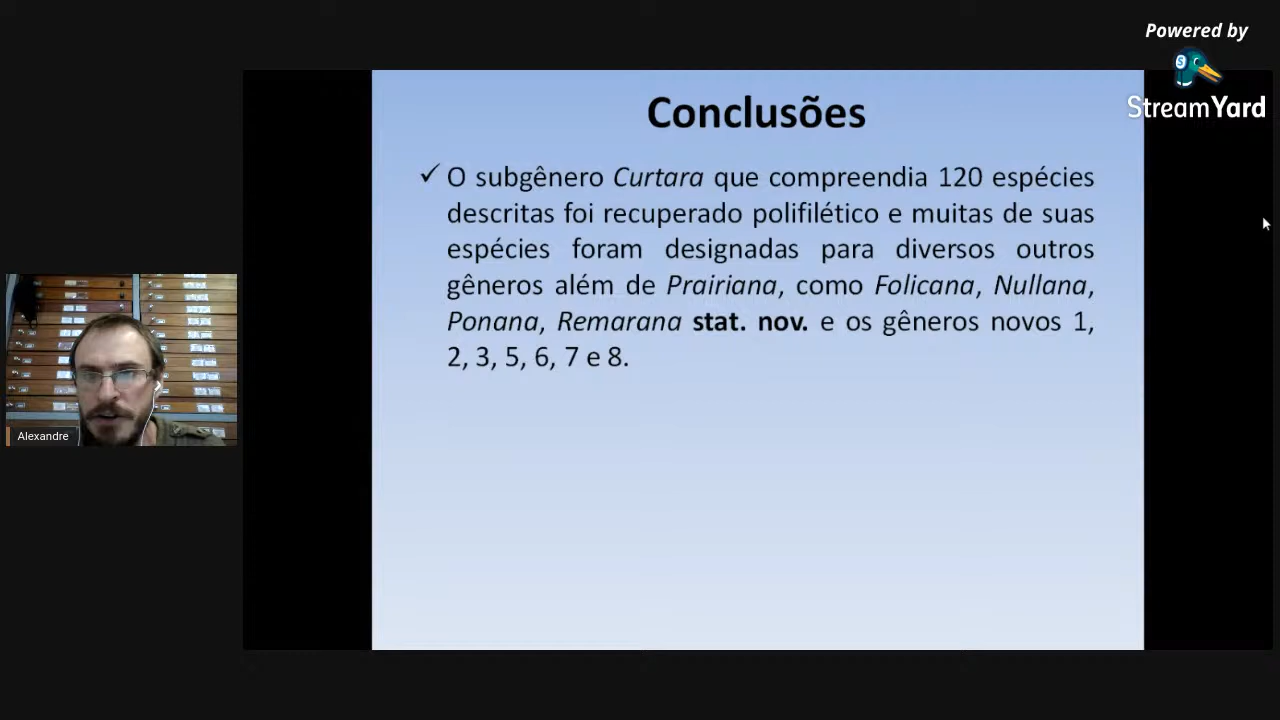 Powered by
StreamYard
Conclusões
✓ O subgênero Curtara que compreendia 120 espécies
descritas foi recuperado polifilético e muitas de suas
espécies foram designadas para diversos outros
gêneros além de Prairiana, como Folicana, Nullana,
Ponana, Remarana stat. nov. e os gêneros novos 1,
2, 3, 5, 6, 7 e 8.
Alexandre